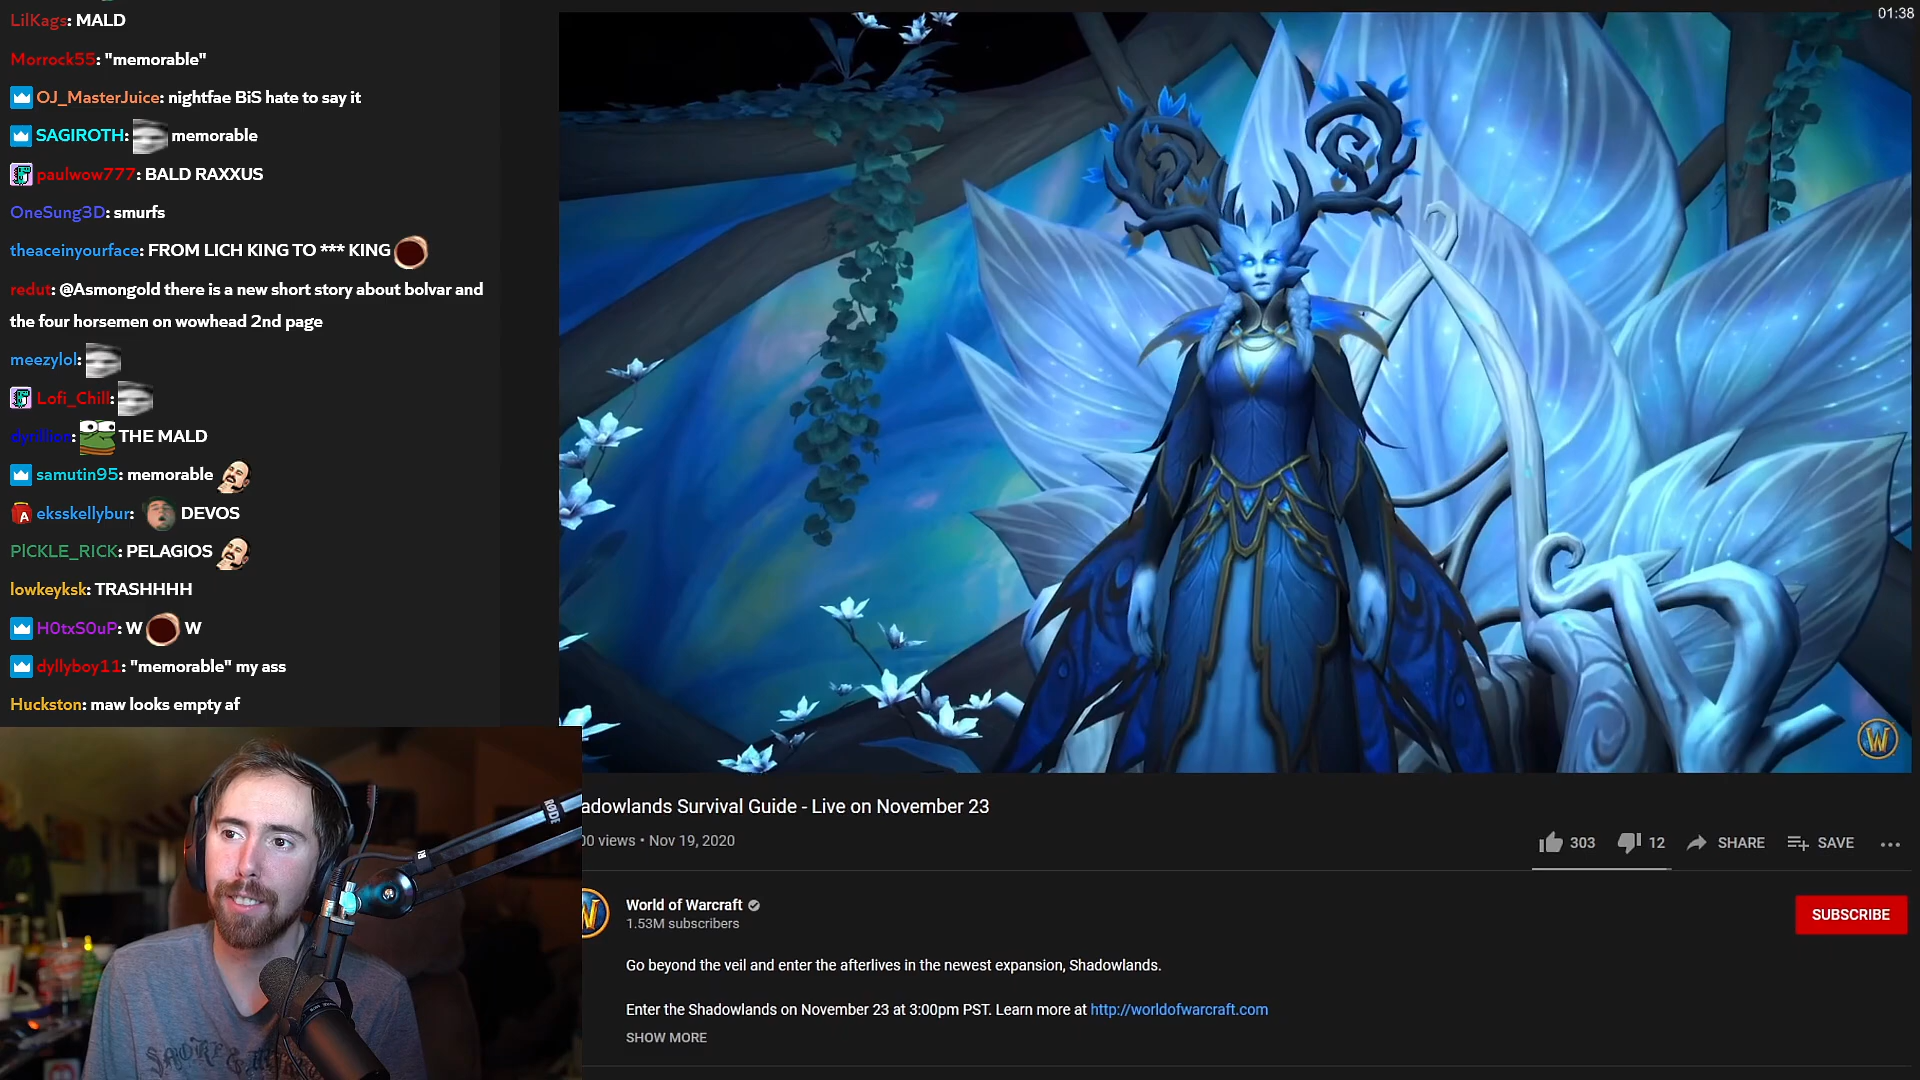 LilKags: MALD
Morrock55: "memorable"
OJ_MasterJuice: nightfae BiS hate to say it
SAGIROTH: memorable
paulwow777: BALD RAXXUS
OneSung3D: smurfs
theaceinyourface: FROM LICH KING TO *** KING
redut: @Asmongold there is a new short story about bolvar and
the four horsemen on wowhead 2nd page
meezylol:
Lofi_Chill:
dyrillion: THE MALD
samutin95: memorable
eksskellybur: DEVOS
PlCKLE_RICK: PELAGIOS
lowkeyksk: TRASHHHH
H0txS0uP: W W
dyllyboy11: "memorable" my ass
Huckston: maw looks empty af
01:38
W
adowlands Survival Guide - Live on November 23
00 views • Nov 19, 2020
303 12 SHARE SAVE
World of Warcraft
1.53M subscribers
SUBSCRIBE
Go beyond the veil and enter the afterlives in the newest expansion, Shadowlands.
Enter the Shadowlands on November 23 at 3:00pm PST. Learn more at http://worldofwarcraft.com
SHOW MORE
RØDE
SMOKE &